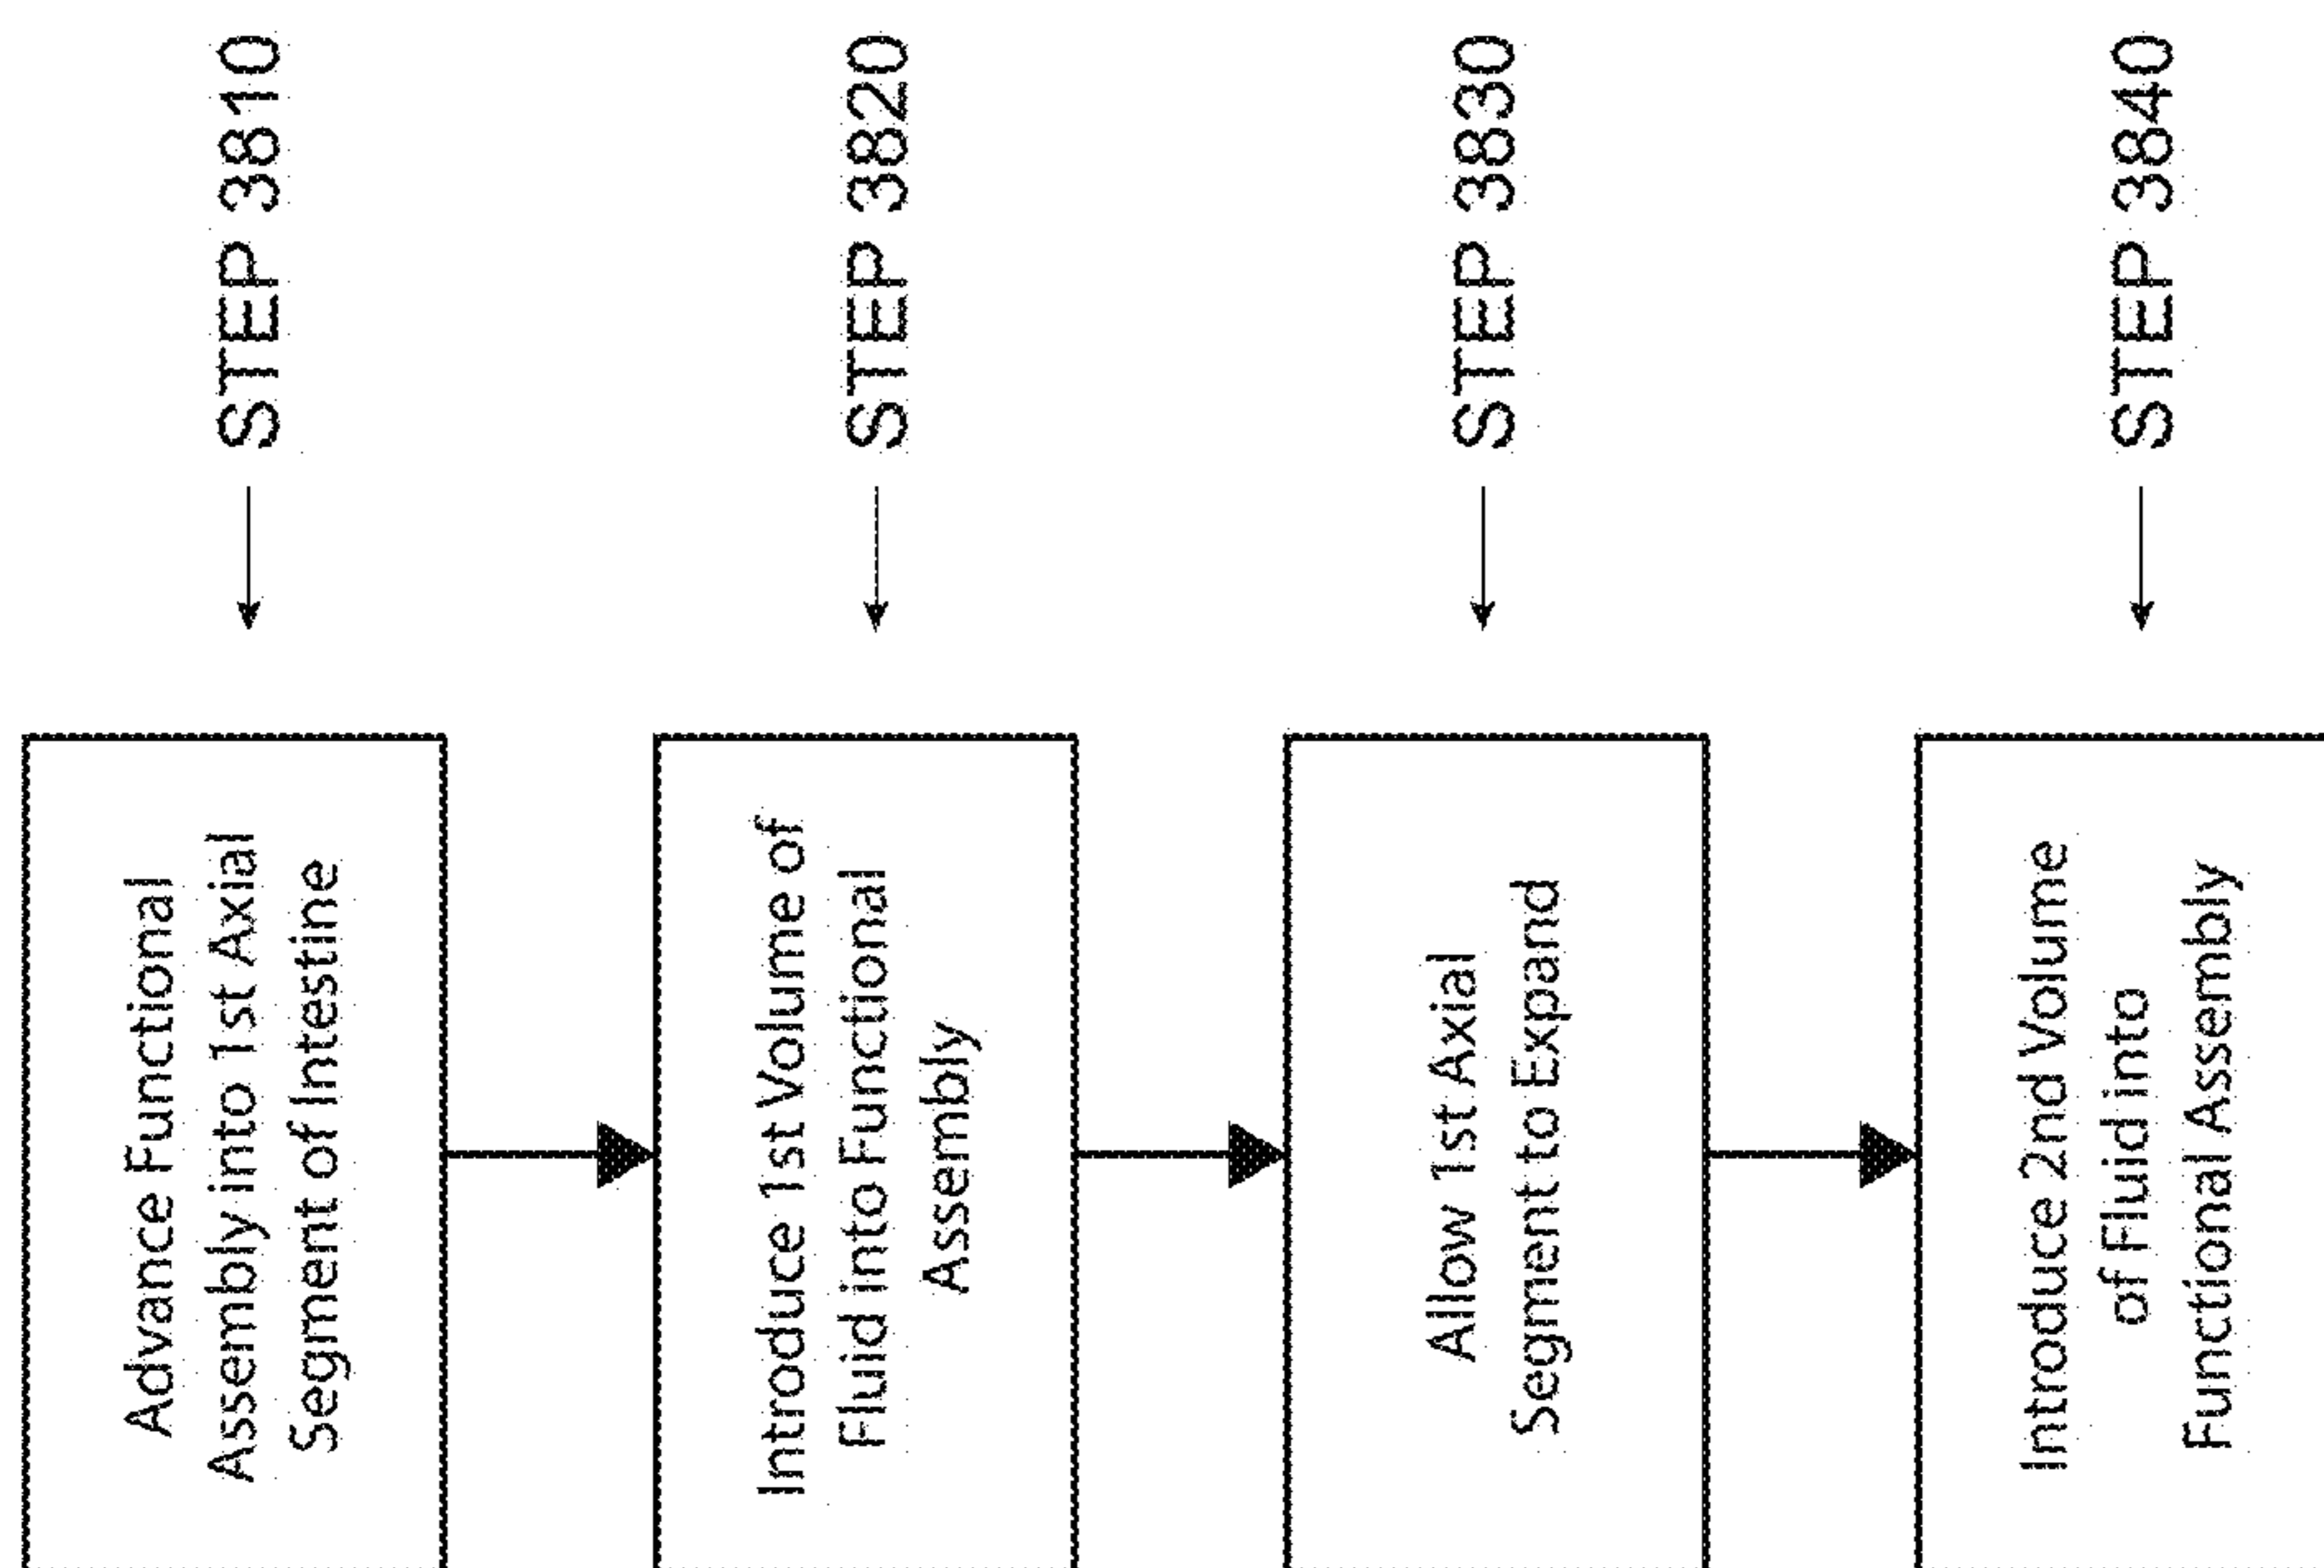 Advance Functional
Assembly into 1st Axial
Segment of Intestine
STEP 3810
Introduce 1st Volume of
Fluid into Functional
Assembly
STEP 3820
Allow 1st Axial
Segment to Expand
STEP 3830
Introduce 2nd Volume
of Fluid into
Functional Assembly
STEP 3840